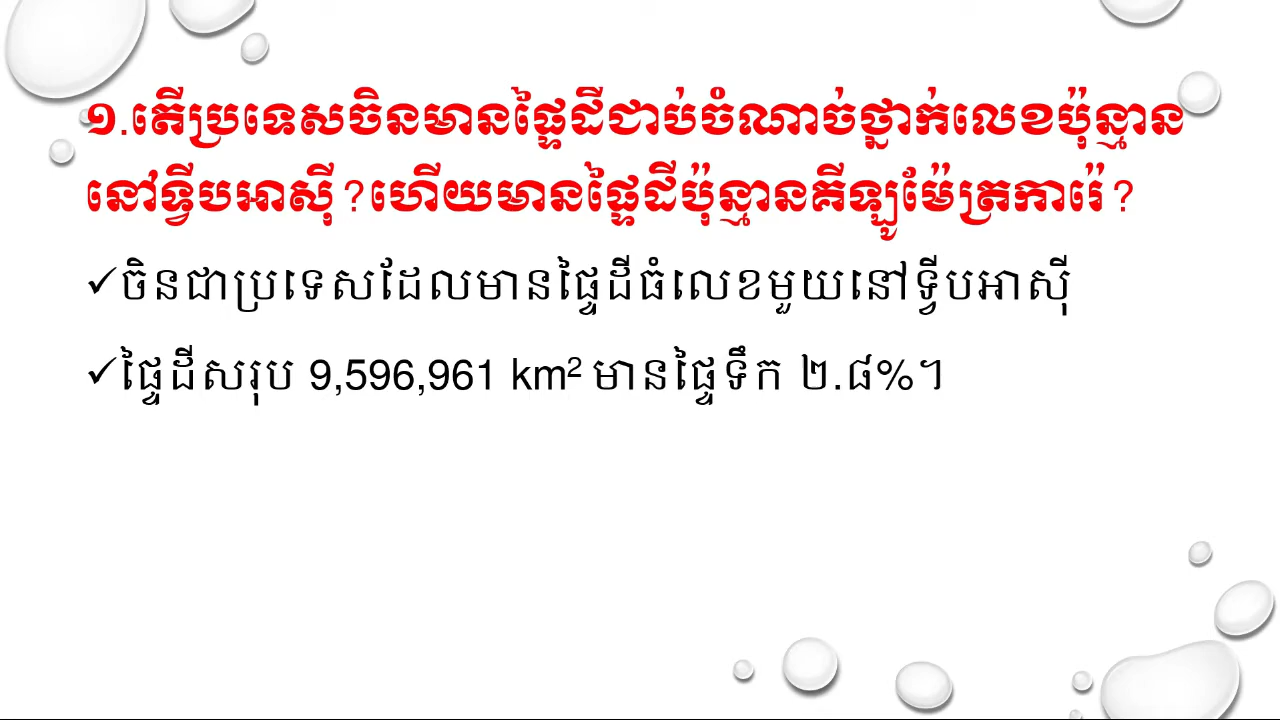 ១.តើប្រទេសចិនមានផ្ទៃដីជាប់ចំណាច់ថ្នាក់លេខប៉ុន្មាន
នៅទ្វីបអាស៊ី?ហើយមានផ្ទៃដីប៉ុន្មានគីឡូម៉ែត្រការ៉េ?
✓ចិនជាប្រទេសដែលមានផ្ទៃដីធំលេខមួយនៅទ្វីបអាស៊ី
✓ផ្ទៃដីសរុប 9,596,961 km² មានផ្ទៃទឹក ២.៨%។